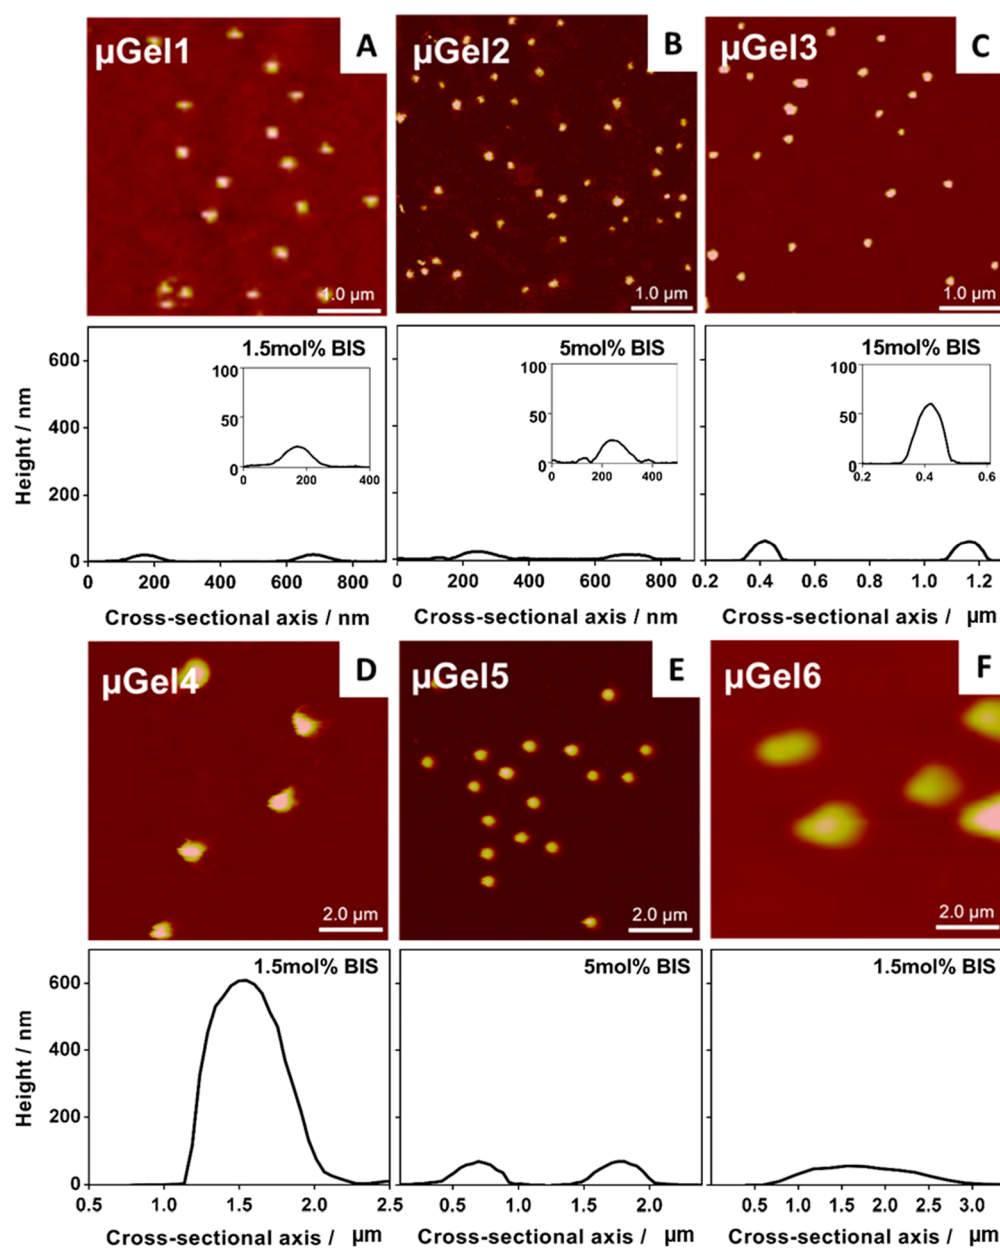 µGel1 A
µGel2 B
µGel3 C
1.0 µm
1.0 µm
1.0 µm
Height / nm
600
400
200
0
1.5mol% BIS
100
50
0
0 200 400
0 200 400 600 800
Cross-sectional axis / nm
5mol% BIS
100
50
0
0 200 400
0 200 400 600 800
Cross-sectional axis / nm
15mol% BIS
100
50
0
0.2 0.4 0.6
0.2 0.4 0.6 0.8 1.0 1.2
Cross-sectional axis / µm
µGel4 D
µGel5 E
µGel6 F
2.0 µm
2.0 µm
2.0 µm
Height / nm
600
400
200
0
1.5mol% BIS
0.5 1.0 1.5 2.0 2.5
Cross-sectional axis / µm
5mol% BIS
0.5 1.0 1.5 2.0
Cross-sectional axis / µm
1.5mol% BIS
0.5 1.0 1.5 2.0 2.5 3.0
Cross-sectional axis / µm